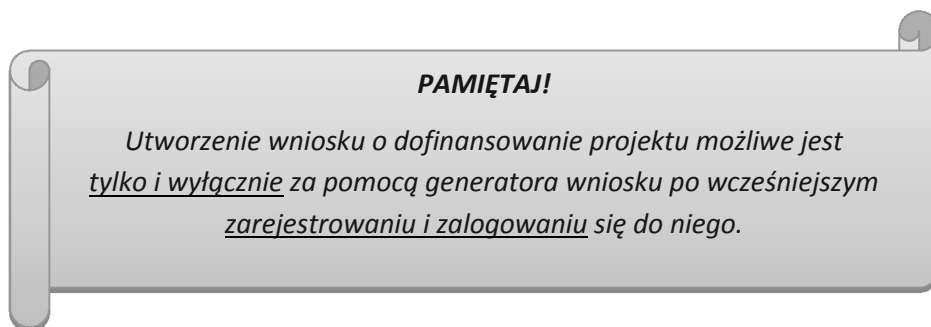 PAMIĘTAJ!
Utworzenie wniosku o dofinansowanie projektu możliwe jest
tylko i wyłącznie za pomocą generatora wniosku po wcześniejszym
zarejestrowaniu i zalogowaniu się do niego.